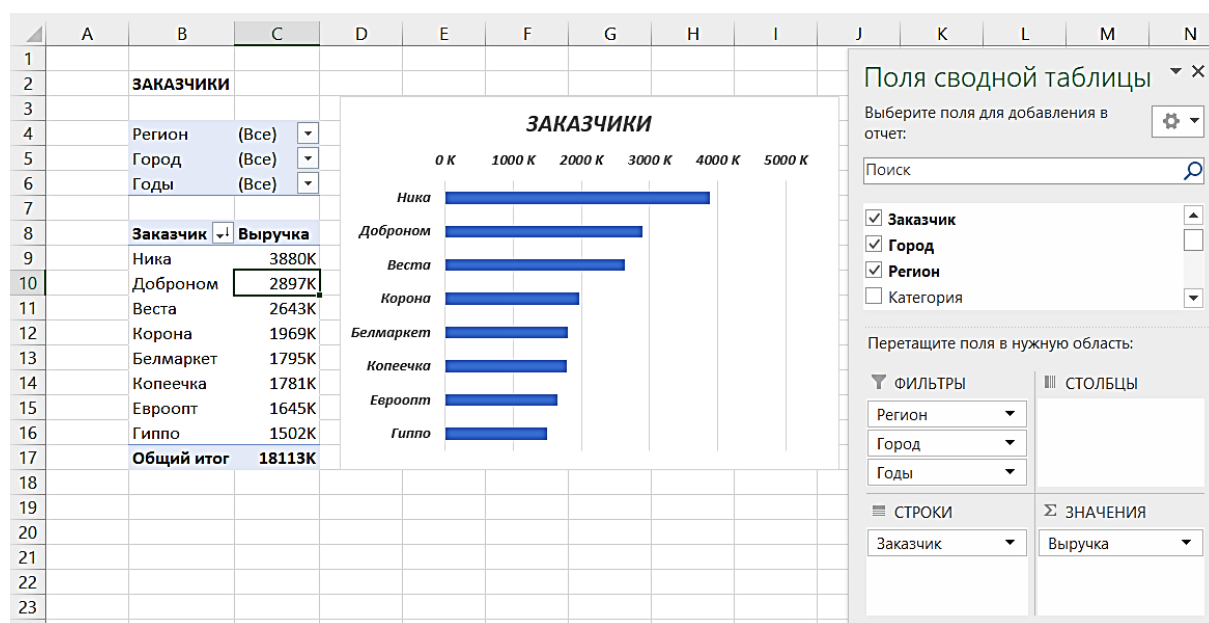 A B C D E F G H I J K L M N
1
2 ЗАКАЗЧИКИ
3
4 Регион (Все)
5 Город (Все)
6 Годы (Все)
7
8 Заказчик Выручка
9 Ника 3880K
10 Доброном 2897K
11 Веста 2643K
12 Корона 1969K
13 Белмаркет 1795K
14 Копеечка 1781K
15 Евроопт 1645K
16 Гиппо 1502K
17 Общий итог 18113K
18
19
20
21
22
23
ЗАКАЗЧИКИ
0 K 1000 K 2000 K 3000 K 4000 K 5000 K
Ника
Доброном
Веста
Корона
Белмаркет
Копеечка
Евроопт
Гиппо
Поля сводной таблицы
Выберите поля для добавления в
отчет:
Поиск
Заказчик
Город
Регион
Категория
Перетащите поля в нужную область:
ФИЛЬТРЫ
Регион
Город
Годы
СТОЛБЦЫ
СТРОКИ
Заказчик
Σ ЗНАЧЕНИЯ
Выручка